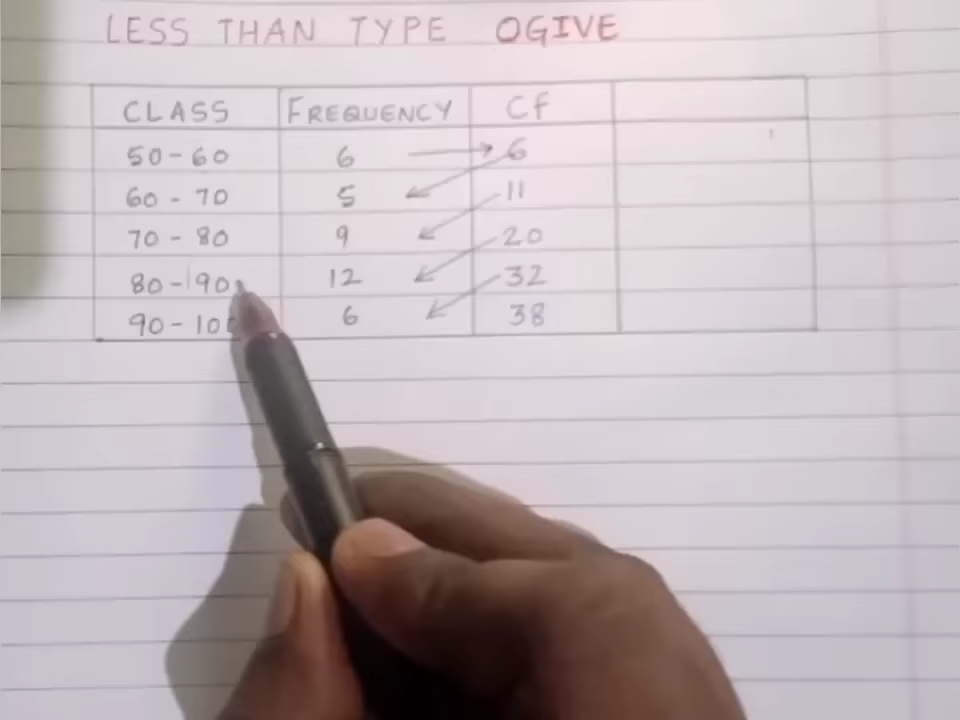 LESS THAN TYPE OGIVE
CLASS FREQUENCY Cf
50-60 6 6
60-70 5 11
70-80 9 20
80-90 12 32
90-100 6 38